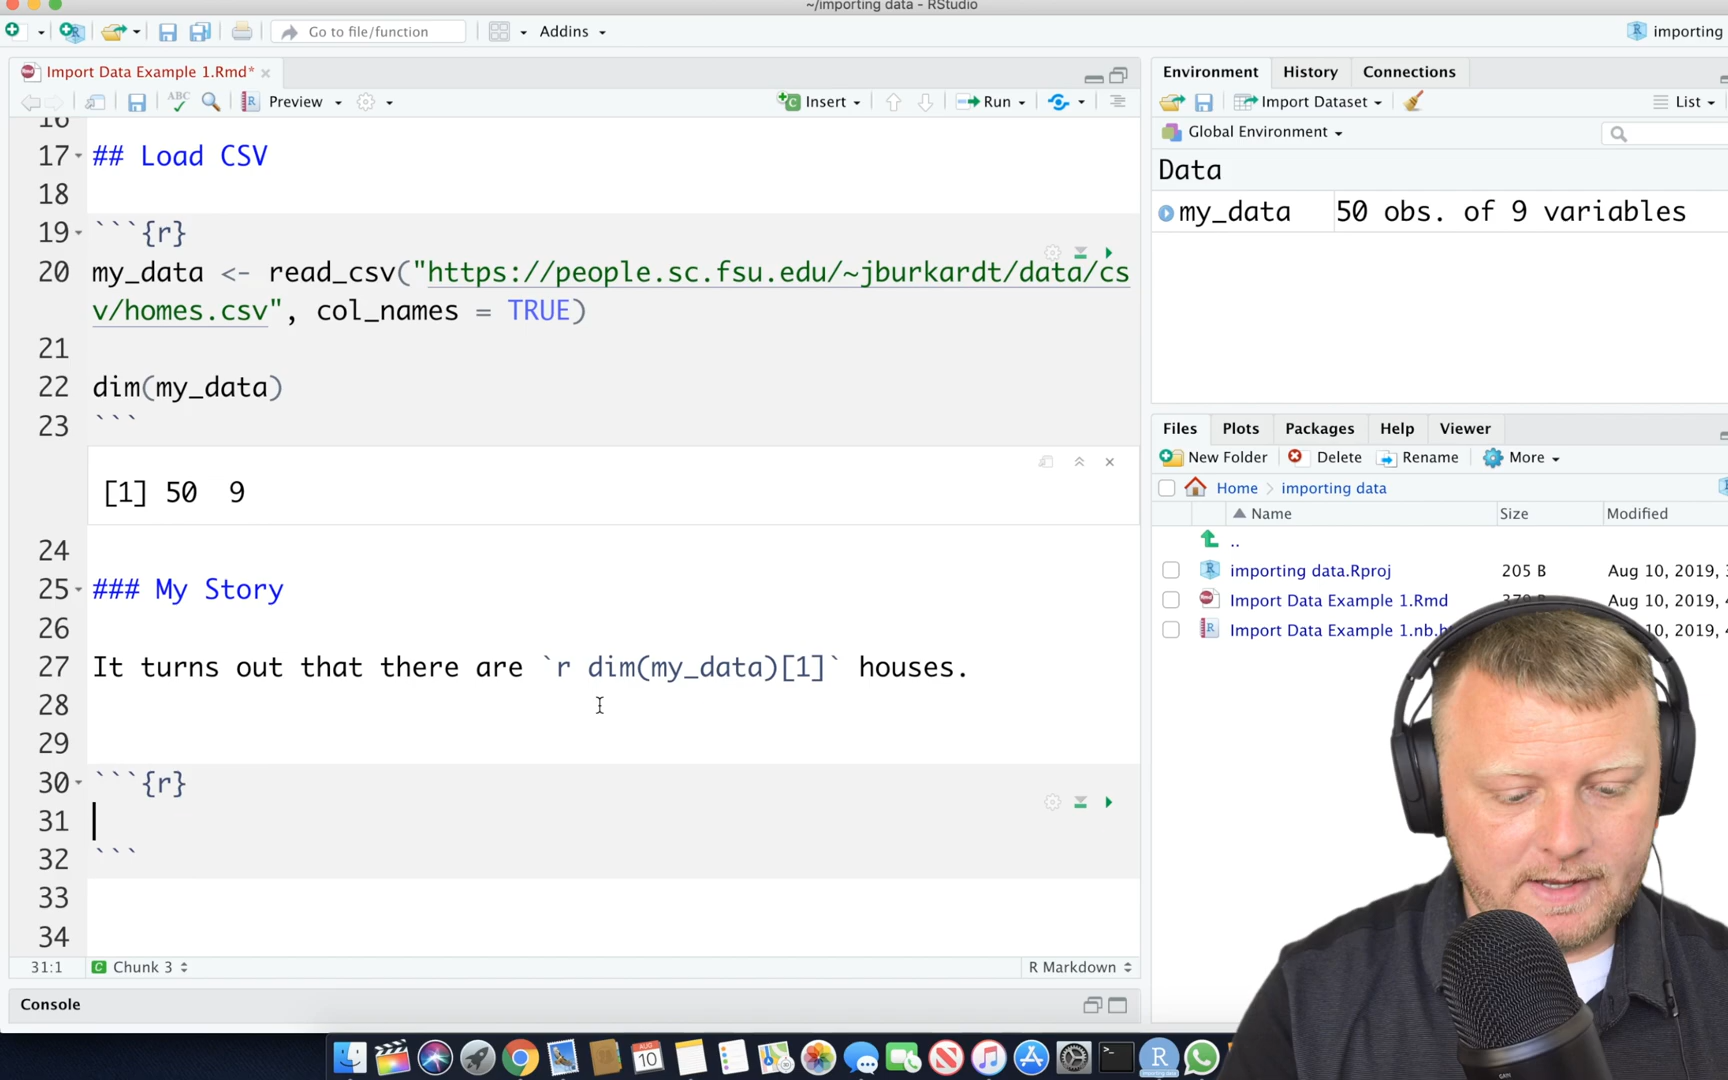 ~/importing data - RStudio
Go to file/function
Addins
importing
Import Data Example 1.Rmd*
Preview
Insert
Run
16
17 ## Load CSV
18
19 ```{r}
20 my_data <- read_csv("https://people.sc.fsu.edu/~jburkardt/data/cs
v/homes.csv", col_names = TRUE)
21
22 dim(my_data)
23 ```
[1] 50 9
24
25 ### My Story
26
27 It turns out that there are `r dim(my_data)[1]` houses.
28
29
30 ```{r}
31
32 ```
33
34
31:1 C Chunk 3 R Markdown
Console
Environment History Connections
Import Dataset List
Global Environment
Data
my_data 50 obs. of 9 variables
Files Plots Packages Help Viewer
New Folder Delete Rename More
Home importing data
Name Size Modified
..
importing data.Rproj 205 B Aug 10, 2019,
Import Data Example 1.Rmd Aug 10, 2019,
Import Data Example 1.nb.h 10, 2019,
AUG
10
GAIN